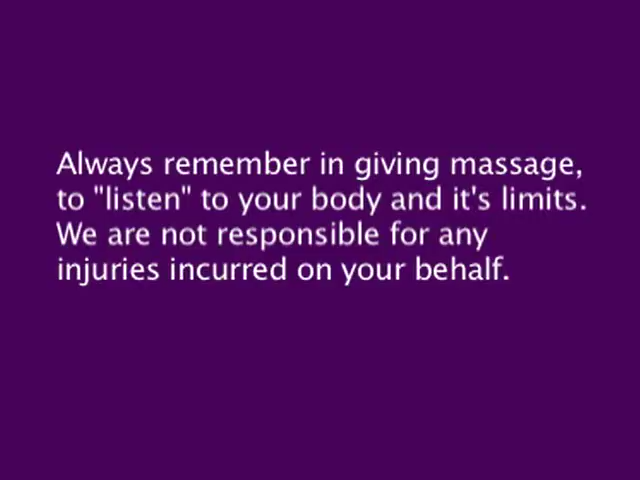 Always remember in giving massage,
to "listen" to your body and it's limits.
We are not responsible for any
injuries incurred on your behalf.